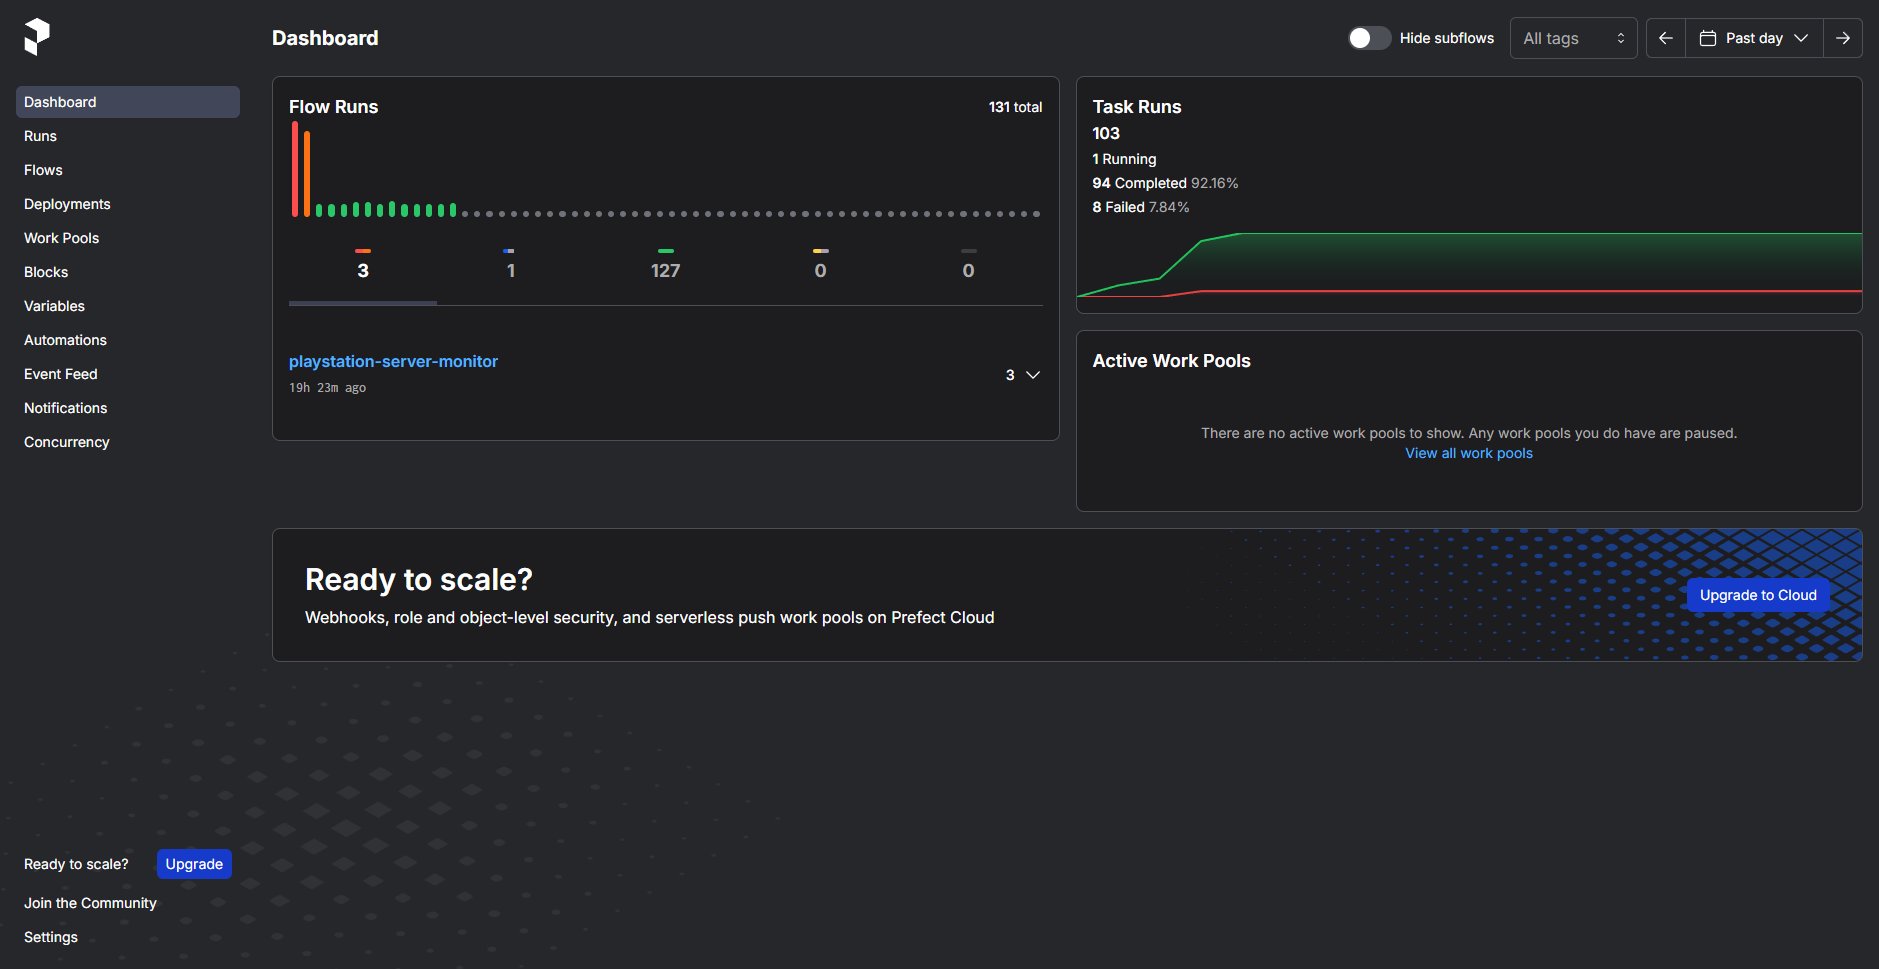 Dashboard
Hide subflows
All tags
Past day
Dashboard
Runs
Flows
Deployments
Work Pools
Blocks
Variables
Automations
Event Feed
Notifications
Concurrency
Flow Runs
131 total
3
1
127
0
0
playstation-server-monitor
19h 23m ago
3
Task Runs
103
1 Running
94 Completed 92.16%
8 Failed 7.84%
Active Work Pools
There are no active work pools to show. Any work pools you do have are paused.
View all work pools
Ready to scale?
Webhooks, role and object-level security, and serverless push work pools on Prefect Cloud
Upgrade to Cloud
Ready to scale?
Upgrade
Join the Community
Settings